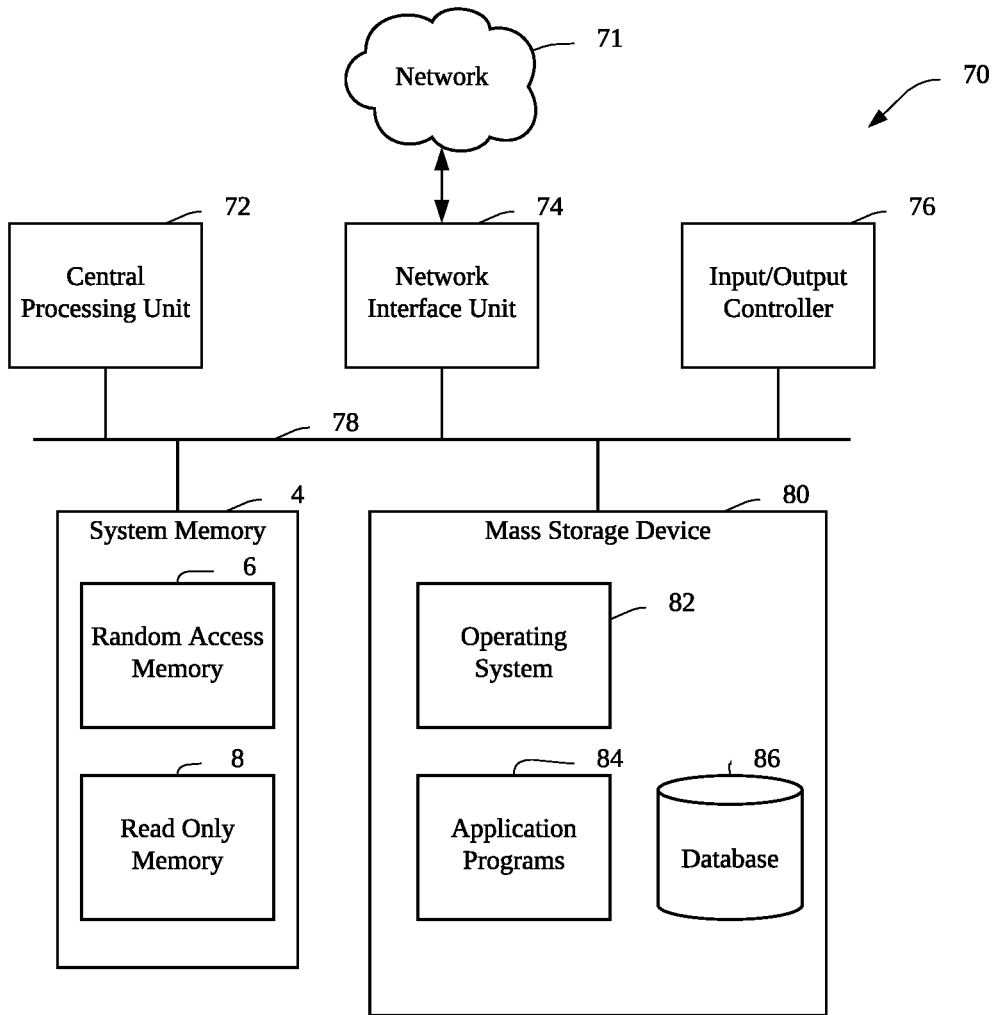 71
Network
70
72
74
76
Central
Processing Unit
Network
Interface Unit
Input/Output
Controller
78
4
80
System Memory
Mass Storage Device
6
82
Random Access
Memory
Operating
System
8
84
86
Read Only
Memory
Application
Programs
Database